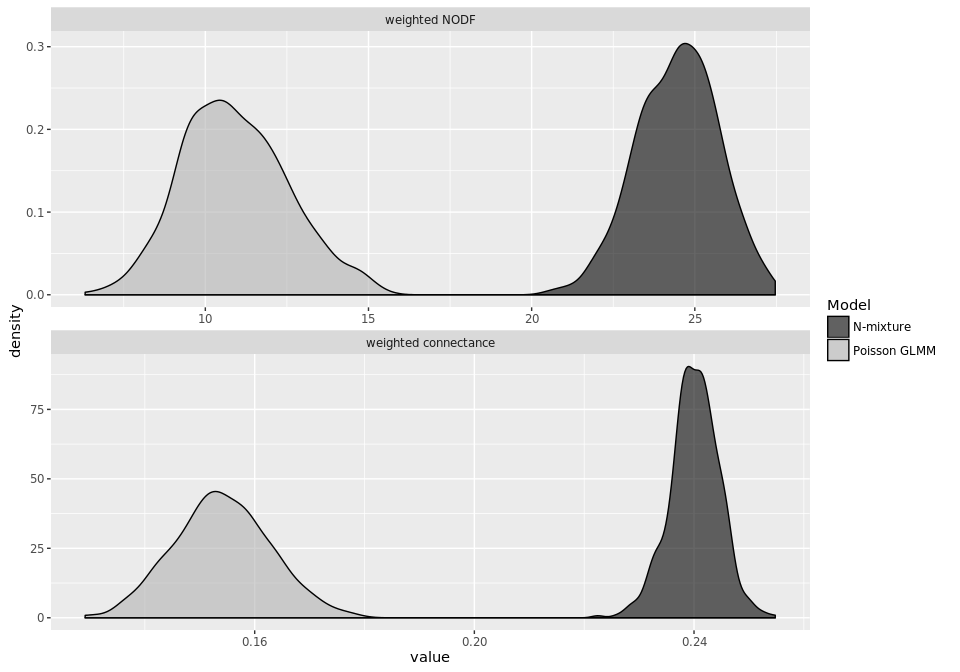 weighted NODF
0.3
0.2
0.1
0.0
10 15 20 25
density
weighted connectance
75
50
25
0
0.16 0.20 0.24
value
Model
N-mixture
Poisson GLMM